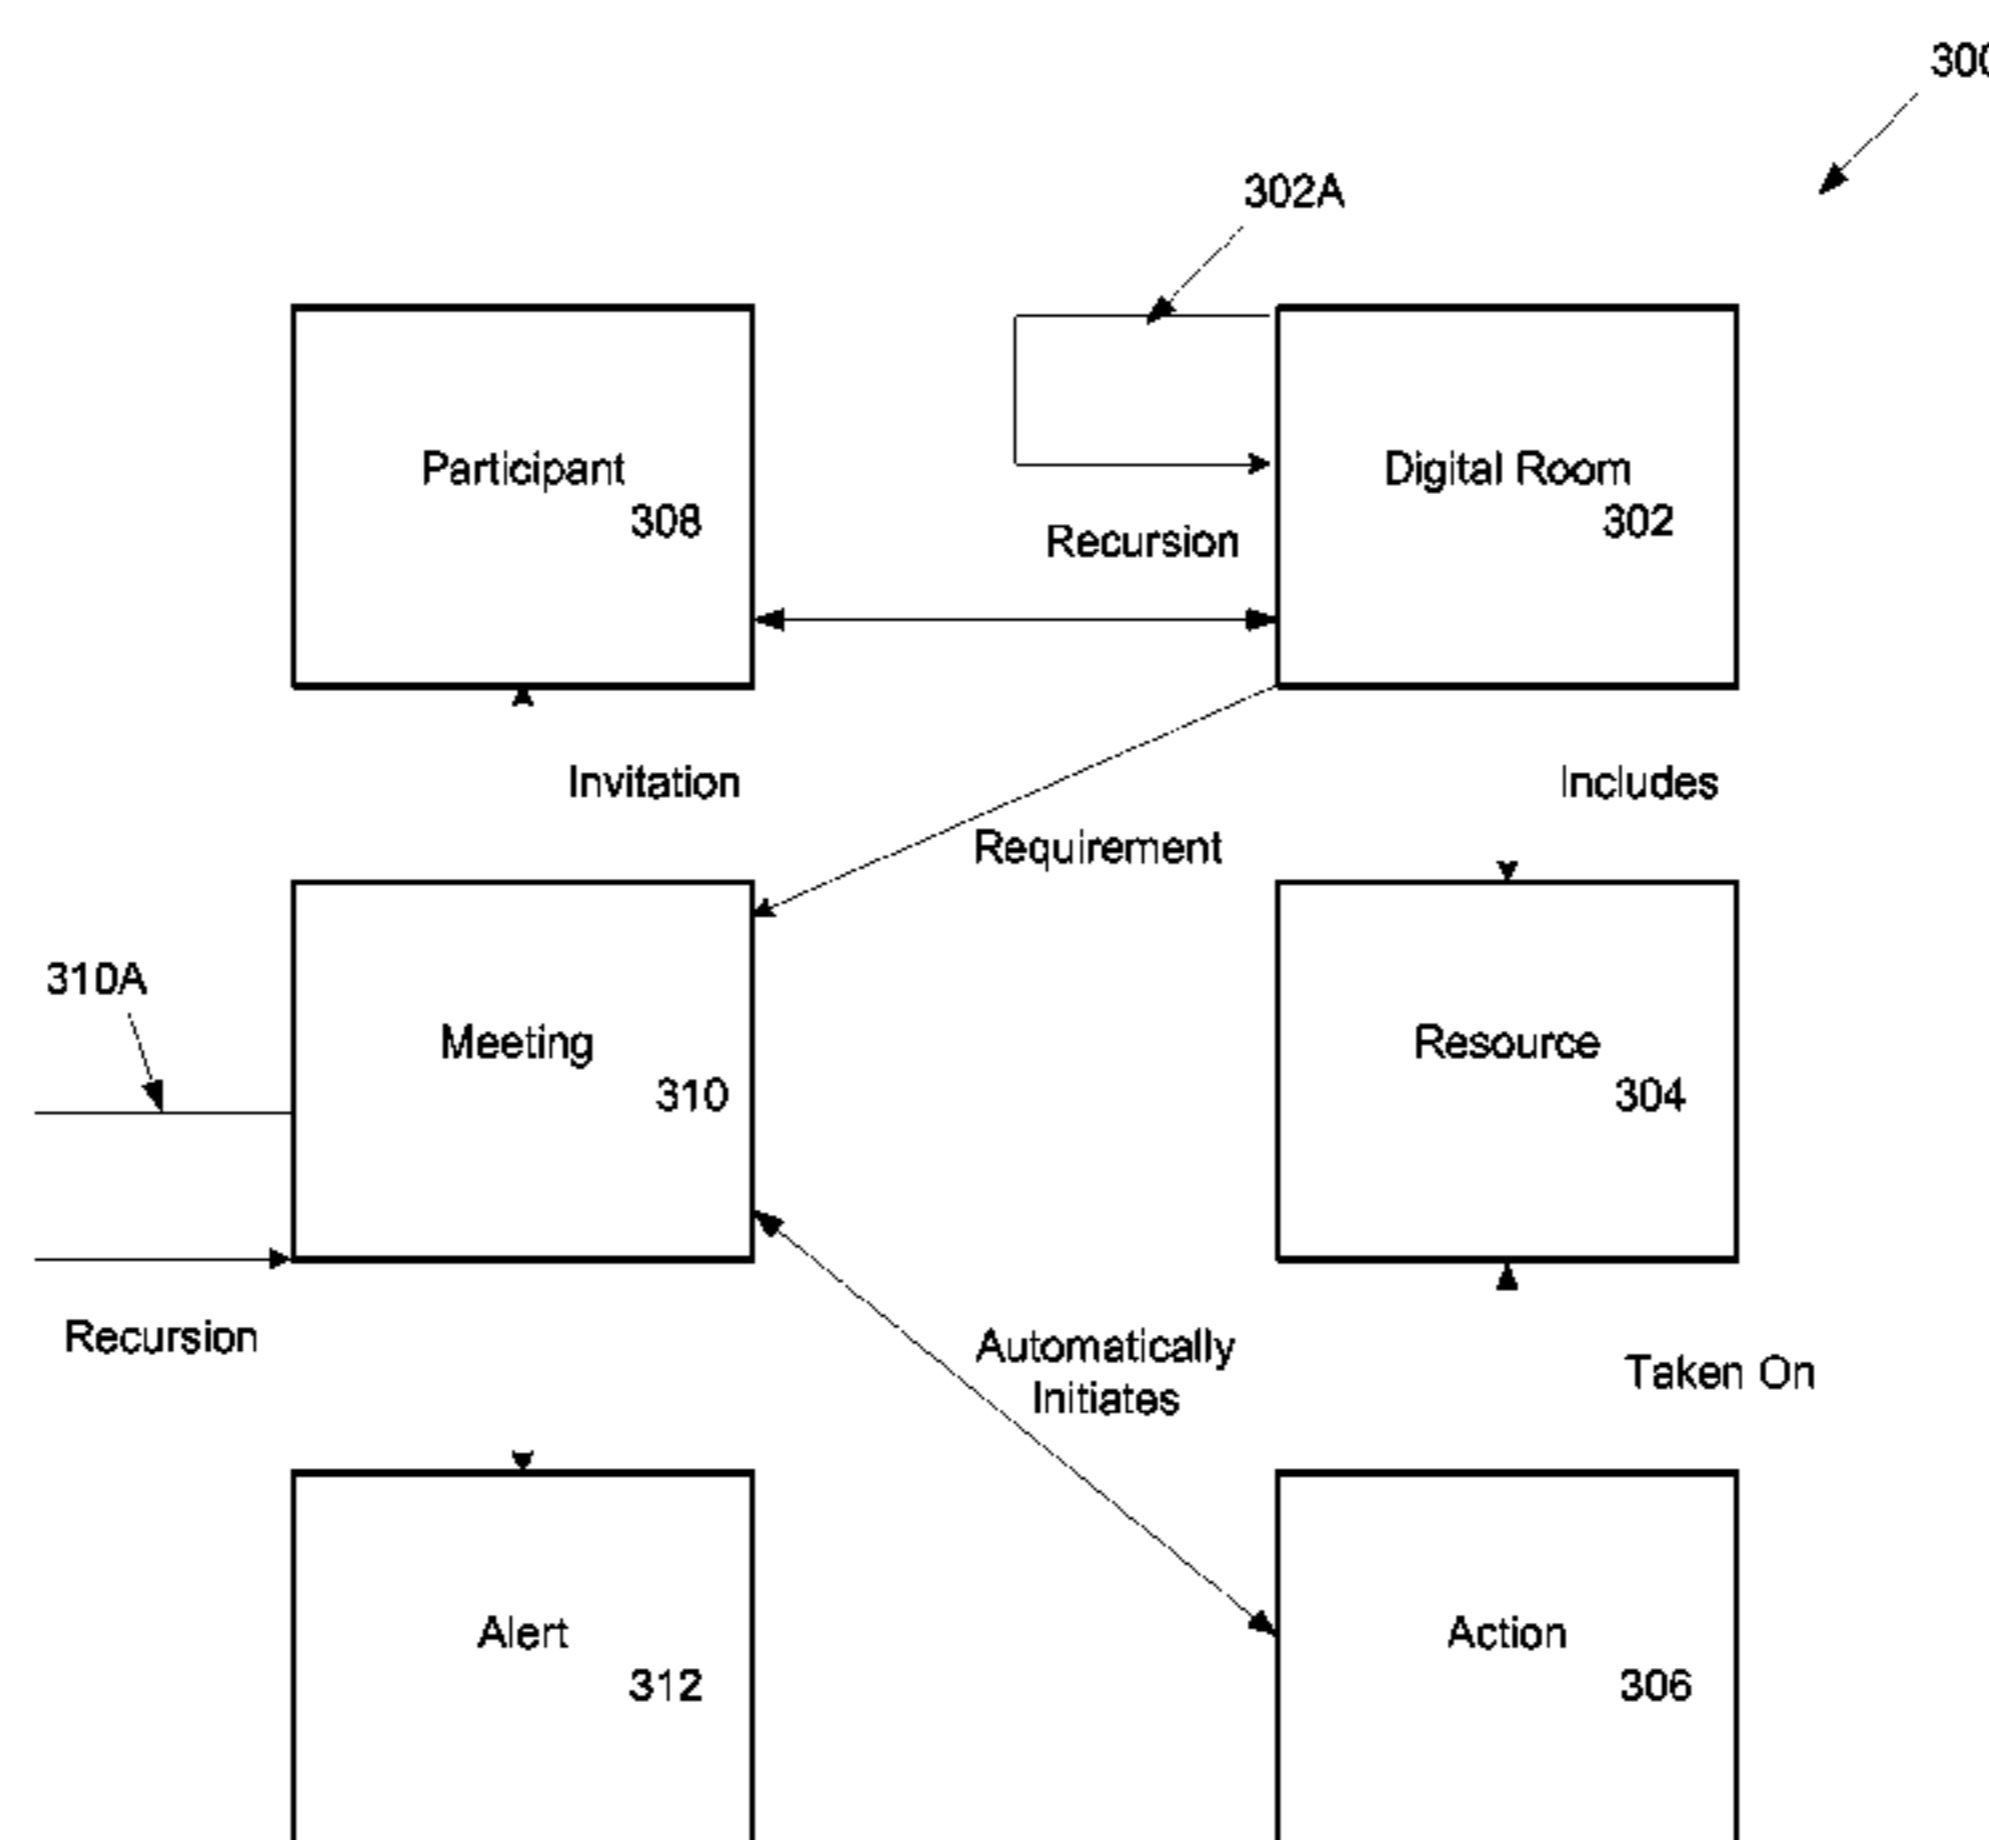 302A
Participant
308
Digital Room
302
Recursion
Invitation
Includes
Requirement
310A
Meeting
310
Resource
304
Recursion
Automatically
Initiates
Taken On
Alert
312
Action
306